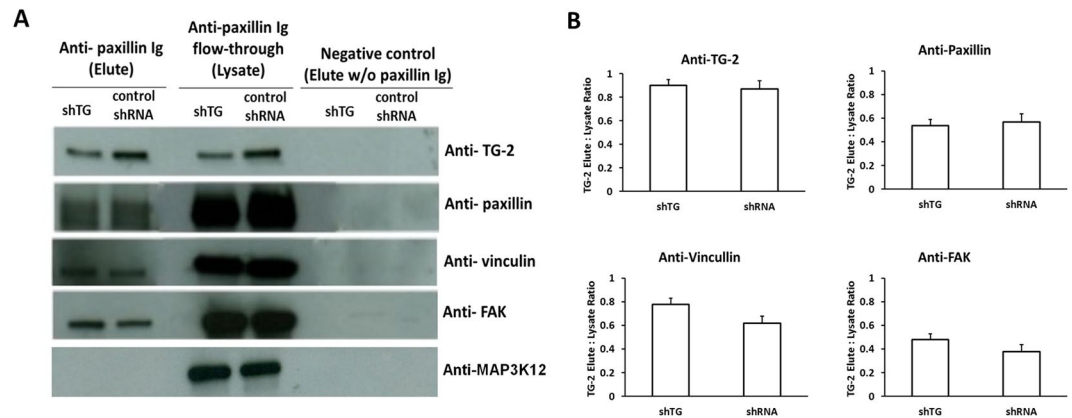 A
Anti- paxillin Ig
(Elute)
Anti-paxillin Ig
flow-through
(Lysate)
Negative control
(Elute w/o paxillin Ig)
shTG
control
shRNA
shTG
control
shRNA
shTG
control
shRNA
Anti- TG-2
Anti- paxillin
Anti- vinculin
Anti- FAK
Anti-MAP3K12
B
Anti-TG-2
TG-2 Elute : Lysate Ratio
1
0.8
0.6
0.4
0.2
0
shTG
shRNA
Anti-Paxillin
TG-2 Elute : Lysate Ratio
1
0.8
0.6
0.4
0.2
0
shTG
shRNA
Anti-Vincullin
TG-2 Elute : Lysate Ratio
1
0.8
0.6
0.4
0.2
0
shTG
shRNA
Anti-FAK
TG-2 Elute : Lysate Ratio
1
0.8
0.6
0.4
0.2
0
shTG
shRNA